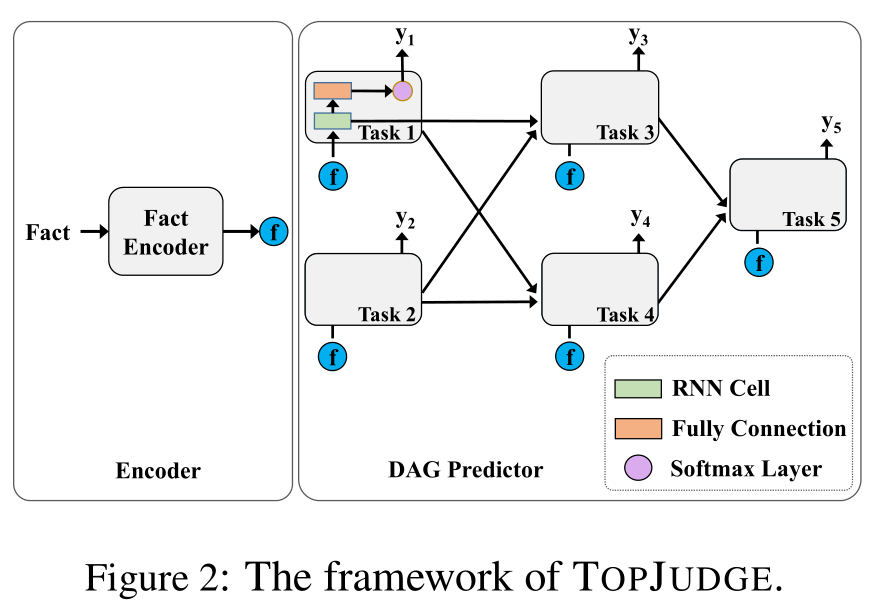 Fact
Fact
Encoder
f
Encoder
y1
Task 1
f
y2
Task 2
f
y3
Task 3
f
y4
Task 4
f
y5
Task 5
f
RNN Cell
Fully Connection
Softmax Layer
DAG Predictor
Figure 2: The framework of TOPJUDGE.